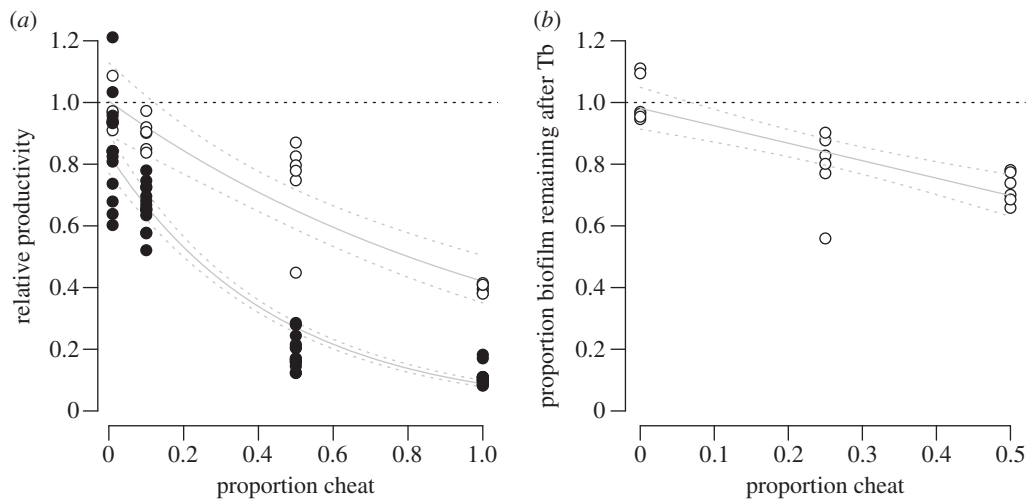 (a)
relative productivity
1.2
1.0
0.8
0.6
0.4
0.2
0
0 0.2 0.4 0.6 0.8 1.0
proportion cheat
(b)
proportion biofilm remaining after Tb
1.2
1.0
0.8
0.6
0.4
0.2
0
0 0.1 0.2 0.3 0.4 0.5
proportion cheat